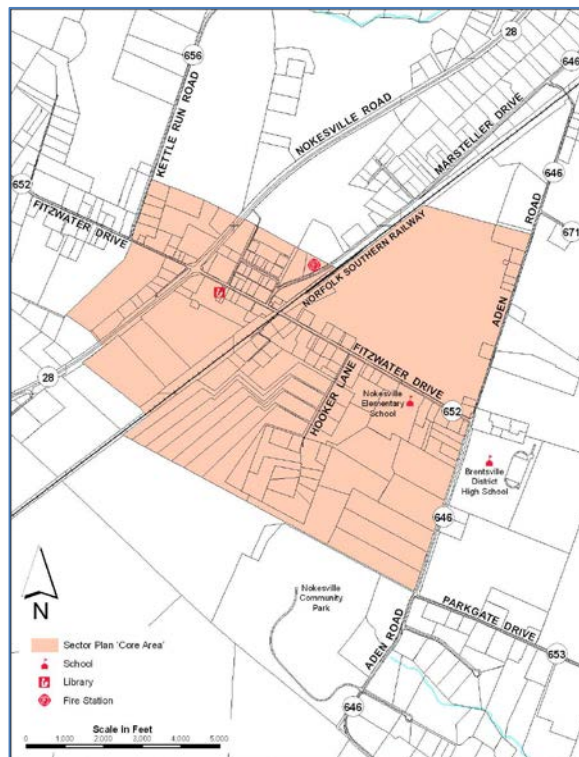 28
646
656
KETTLE RUN ROAD
NOKESVILLE ROAD
MARSTELLER DRIVE
646
652
FITZWATER DRIVE
ROAD
671
NORFOLK SOUTHERN RAILWAY
ADEN
FITZWATER DRIVE
28
HOOKER LANE
Nokesville
Elementary
School
652
Brentsville
District
High School
646
N
Nokesville
Community
Park
PARKGATE DRIVE
ADEN ROAD
653
646
Sector Plan 'Core Area'
School
Library
Fire Station
Scale in Feet
0 1,000 2,000 3,000 4,000 5,000